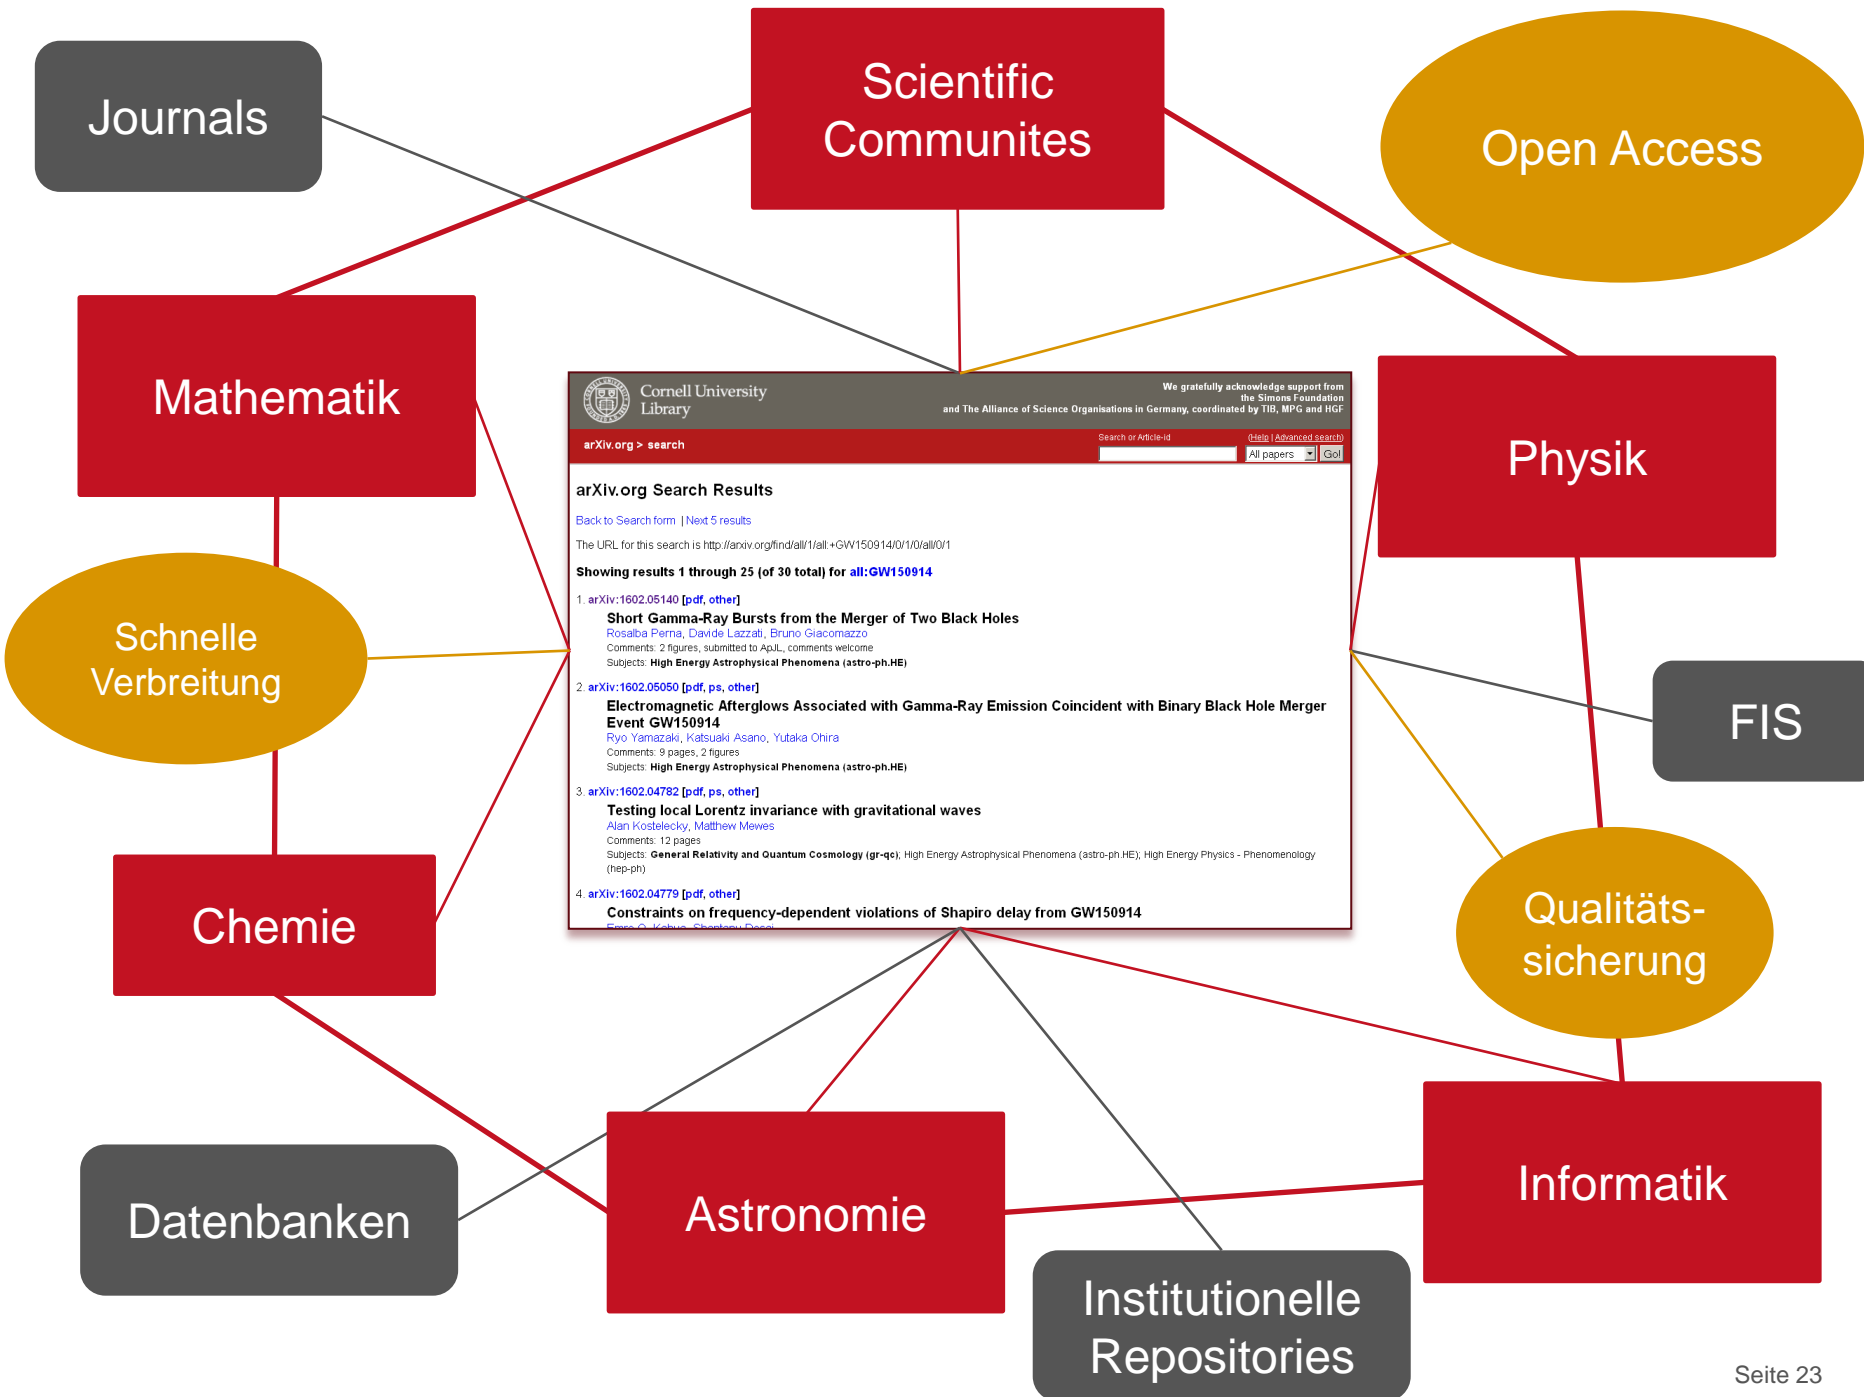 Journals
Scientific
Communites
Open Access
Mathematik
Physik
Schnelle
Verbreitung
FIS
Chemie
Qualitäts-
sicherung
Datenbanken
Astronomie
Informatik
Institutionelle
Repositories
Cornell University
Library
We gratefully acknowledge support from
the Simons Foundation
and The Alliance of Science Organisations in Germany, coordinated by TIB, MPG and HGF
arXiv.org > search
Search or Article-id
(Help | Advanced search)
All papers
Go!
arXiv.org Search Results
Back to Search form | Next 5 results
The URL for this search is http://arxiv.org/find/all/1/all:+GW150914/0/1/0/all/0/1
Showing results 1 through 25 (of 30 total) for all:GW150914
1. arXiv:1602.05140 [pdf, other]
Short Gamma-Ray Bursts from the Merger of Two Black Holes
Rosalba Perna, Davide Lazzati, Bruno Giacomazzo
Comments: 2 figures, submitted to ApJL, comments welcome
Subjects: High Energy Astrophysical Phenomena (astro-ph.HE)
2. arXiv:1602.05050 [pdf, ps, other]
Electromagnetic Afterglows Associated with Gamma-Ray Emission Coincident with Binary Black Hole Merger
Event GW150914
Ryo Yamazaki, Katsuaki Asano, Yutaka Ohira
Comments: 9 pages, 2 figures
Subjects: High Energy Astrophysical Phenomena (astro-ph.HE)
3. arXiv:1602.04782 [pdf, ps, other]
Testing local Lorentz invariance with gravitational waves
Alan Kostelecky, Matthew Mewes
Comments: 12 pages
Subjects: General Relativity and Quantum Cosmology (gr-qc); High Energy Astrophysical Phenomena (astro-ph.HE); High Energy Physics - Phenomenology
(hep-ph)
4. arXiv:1602.04779 [pdf, other]
Constraints on frequency-dependent violations of Shapiro delay from GW150914
Seite 23